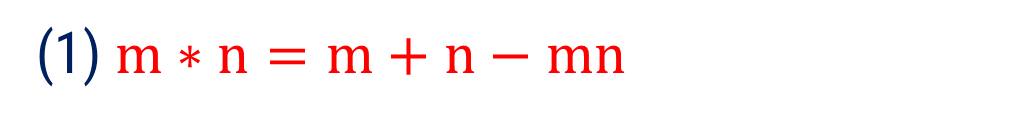 (1) m ∗ n = m + n − mn